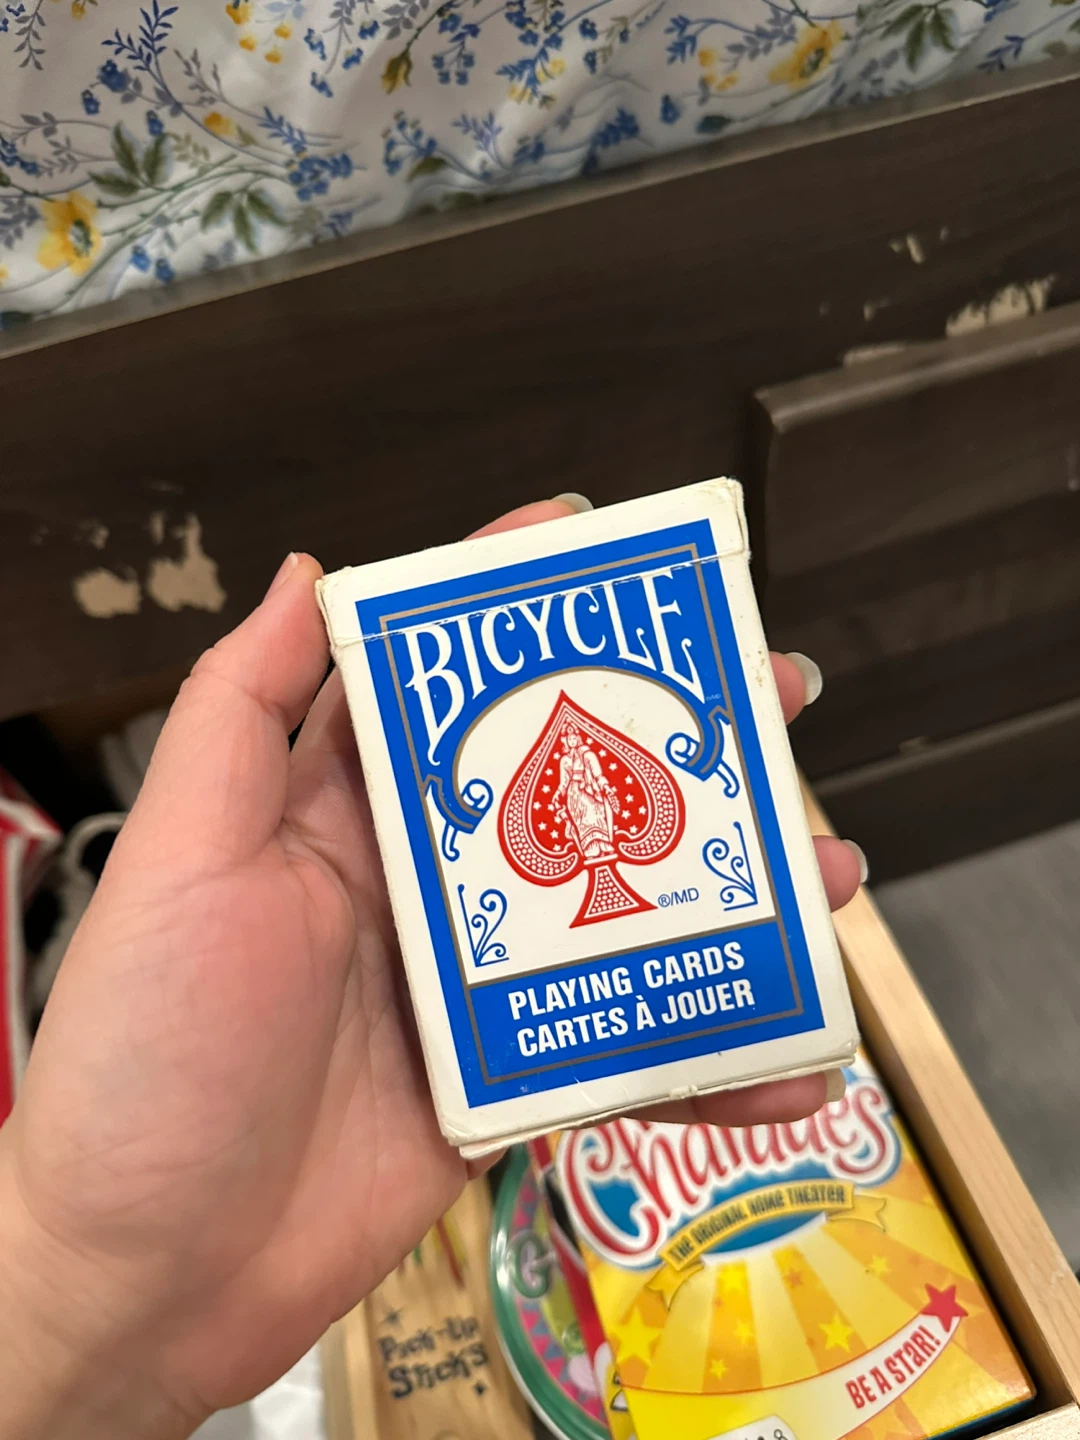 BICYCLE
®/MD
PLAYING CARDS
CARTES À JOUER
Charades
THE ORIGINAL HOME THEATER
BE A STAR!
Pick-Up
Sticks